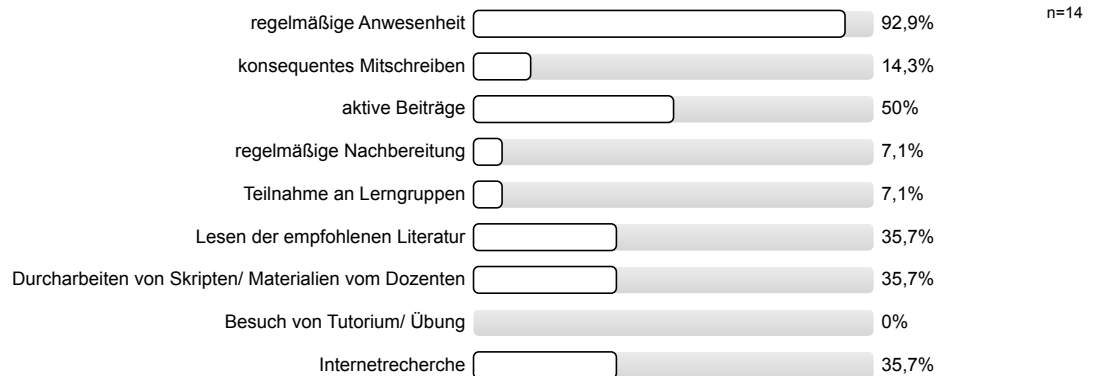 regelmäßige Anwesenheit 92,9% n=14
konsequentes Mitschreiben 14,3%
aktive Beiträge 50%
regelmäßige Nachbereitung 7,1%
Teilnahme an Lerngruppen 7,1%
Lesen der empfohlenen Literatur 35,7%
Durcharbeiten von Skripten/ Materialien vom Dozenten 35,7%
Besuch von Tutorium/ Übung 0%
Internetrecherche 35,7%